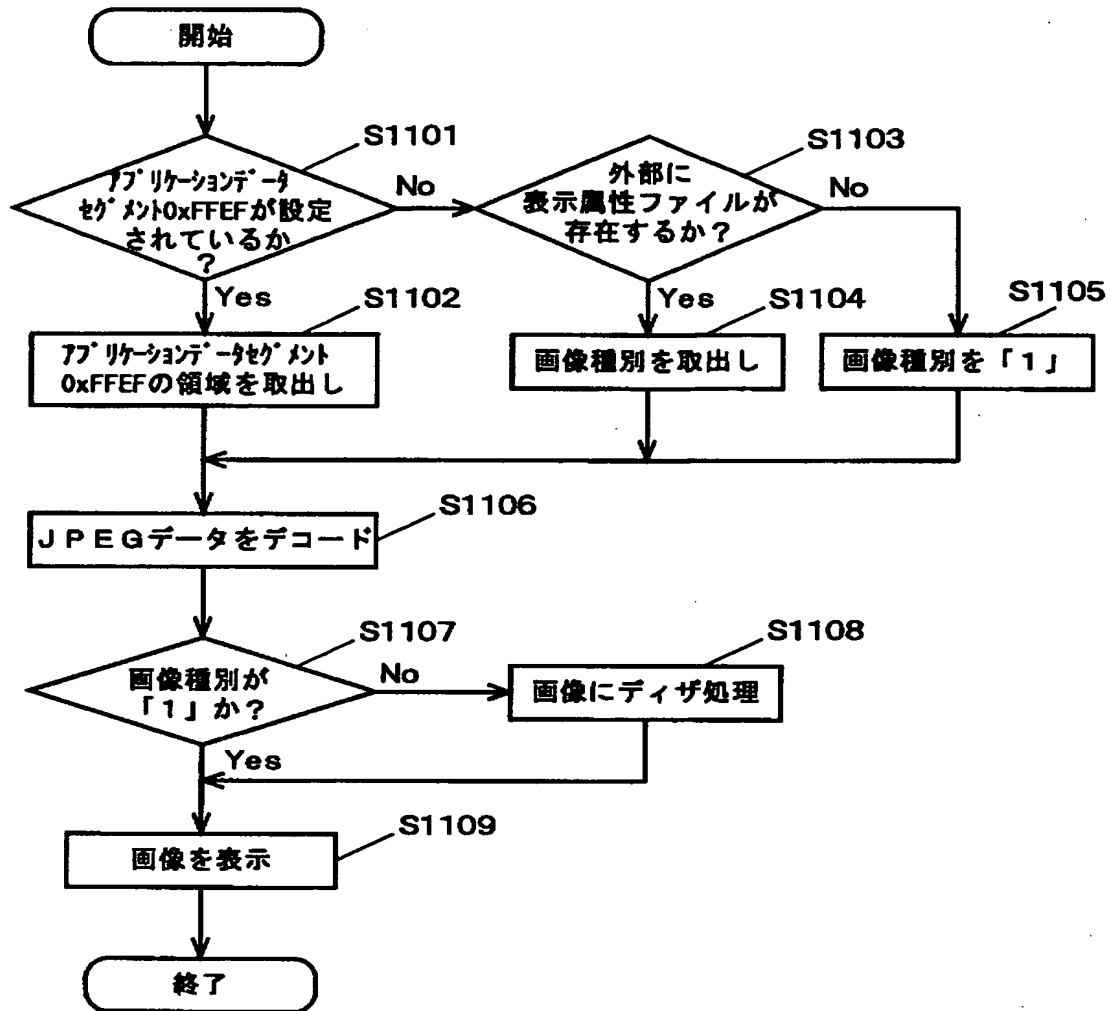 開始
S1101
アプリケーションデータ
セグメント0xFFEFが設定
されているか
?
No
Yes
S1103
外部に
表示属性ファイルが
存在するか?
No
Yes
S1102
アプリケーションデータセグメント
0xFFEFの領域を取出し
S1104
画像種別を取出し
S1105
画像種別を「1」
S1106
JPEGデータをデコード
S1107
画像種別が
「1」か?
No
Yes
S1108
画像にディザ処理
S1109
画像を表示
終了